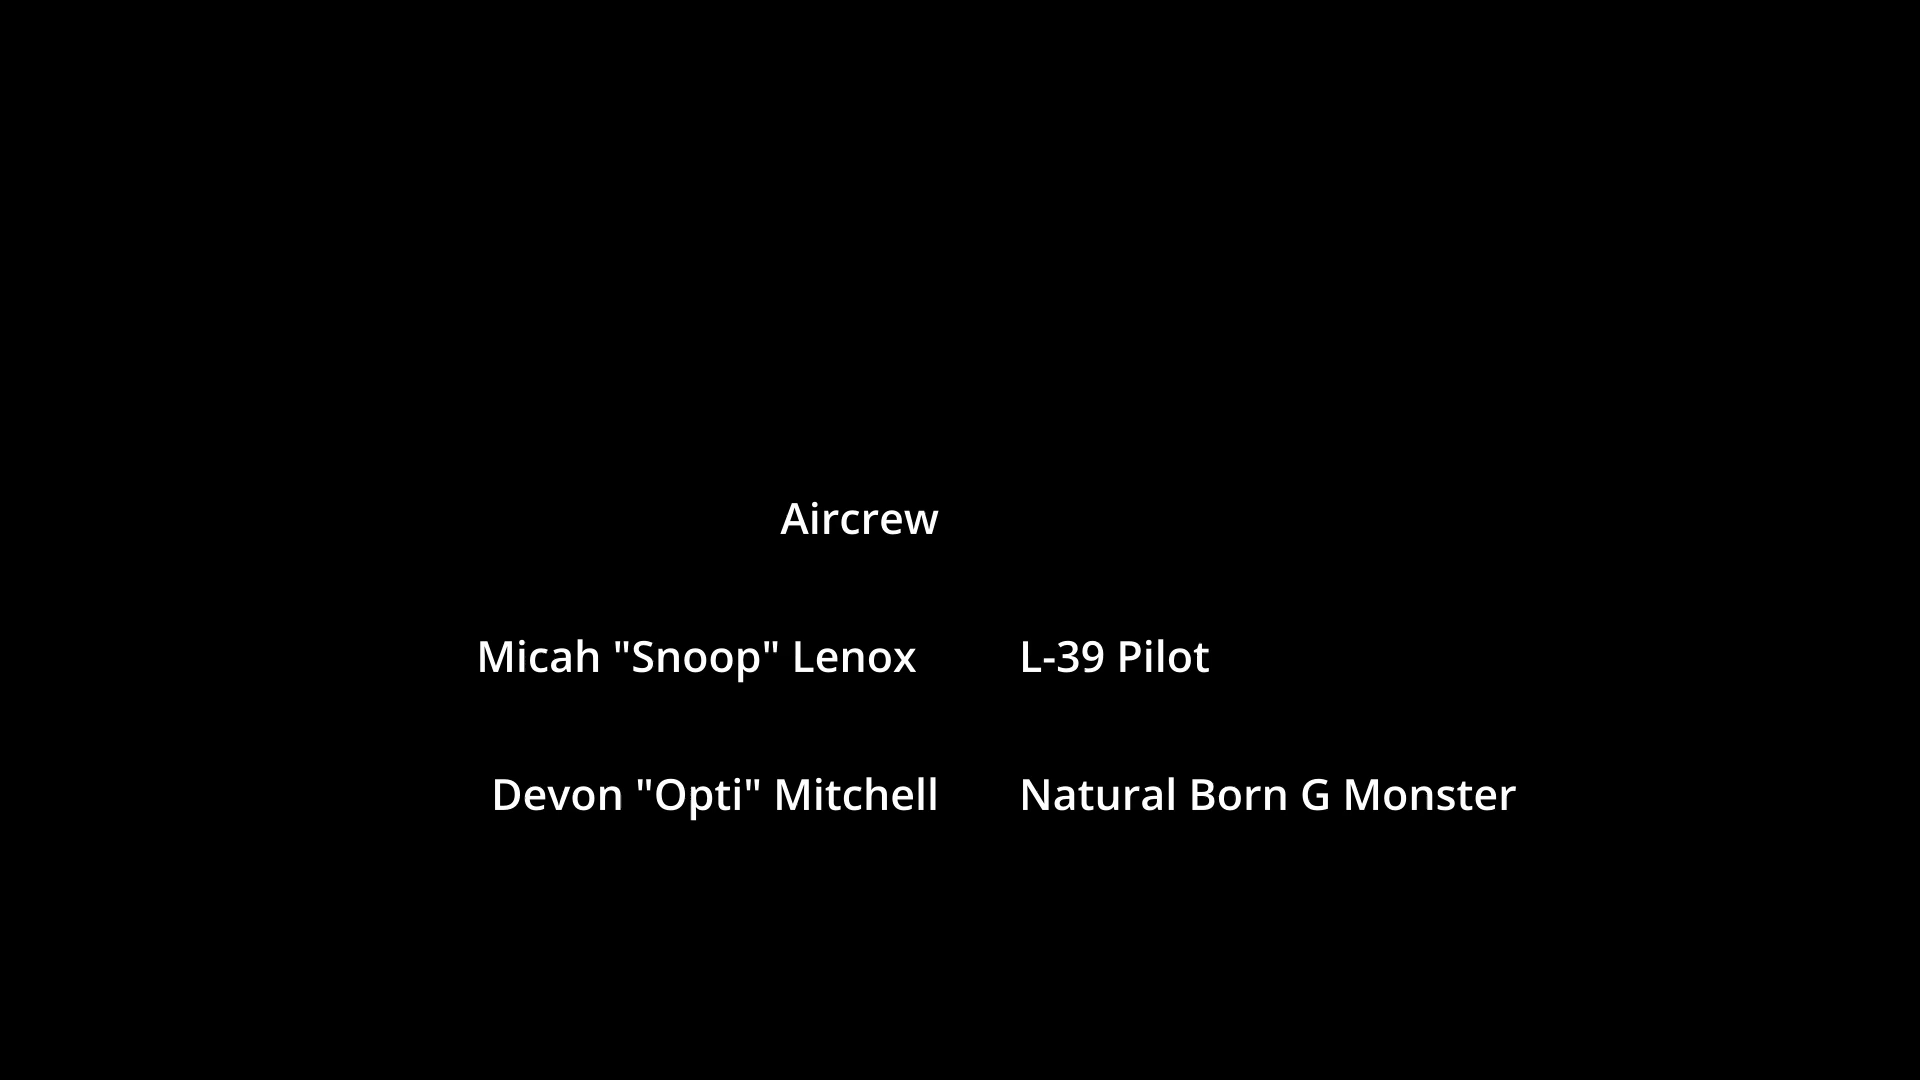 Aircrew
Micah "Snoop" Lenox L-39 Pilot
Devon "Opti" Mitchell Natural Born G Monster